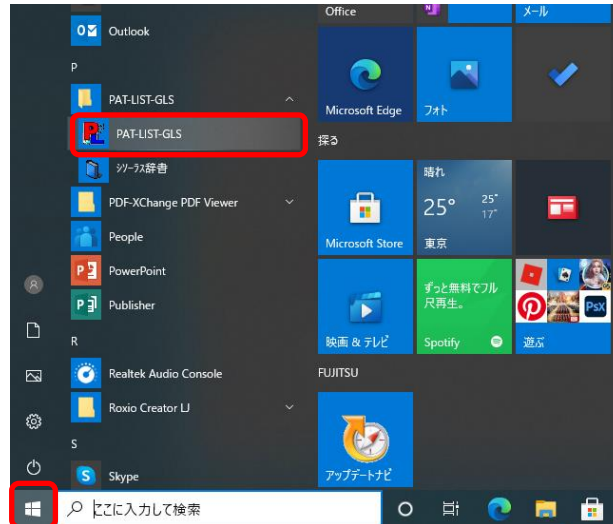 Outlook
P
PAT-LIST-GLS
PAT-LIST-GLS
シソーラス辞書
PDF-XChange PDF Viewer
People
PowerPoint
Publisher
R
Realtek Audio Console
Roxio Creator LJ
S
Skype
ここに入力して検索
Office
メール
Microsoft Edge
フォト
探る
Microsoft Store
晴れ
25°
25°
17°
東京
映画 & テレビ
ずっと無料でフル
尺再生。
Spotify
遊ぶ
PsX
FUJITSU
アップデートナビ